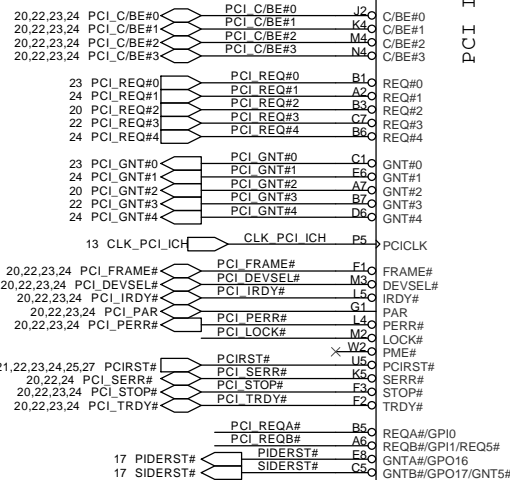 20,22,23,24 PCI_C/BE#0 PCI_C/BE#0 J2 C/BE#0
20,22,23,24 PCI_C/BE#1 PCI_C/BE#1 K4 C/BE#1
20,22,23,24 PCI_C/BE#2 PCI_C/BE#2 M4 C/BE#2
20,22,23,24 PCI_C/BE#3 PCI_C/BE#3 N4 C/BE#3
PCI
23 PCI_REQ#0 PCI_REQ#0 B1 REQ#0
24 PCI_REQ#1 PCI_REQ#1 A2 REQ#1
20 PCI_REQ#2 PCI_REQ#2 B3 REQ#2
22 PCI_REQ#3 PCI_REQ#3 C7 REQ#3
24 PCI_REQ#4 PCI_REQ#4 B6 REQ#4
23 PCI_GNT#0 PCI_GNT#0 C1 GNT#0
24 PCI_GNT#1 PCI_GNT#1 E6 GNT#1
20 PCI_GNT#2 PCI_GNT#2 A7 GNT#2
22 PCI_GNT#3 PCI_GNT#3 B7 GNT#3
24 PCI_GNT#4 PCI_GNT#4 D6 GNT#4
13 CLK_PCI_ICH CLK_PCI_ICH P5 PCICLK
20,22,23,24 PCI_FRAME# PCI_FRAME# F1 FRAME#
20,22,23,24 PCI_DEVSEL# PCI_DEVSEL# M3 DEVSEL#
20,22,23,24 PCI_IRDY# PCI_IRDY# L5 IRDY#
20,22,23,24 PCI_PAR G1 PAR
20,22,23,24 PCI_PERR# PCI_PERR# L4 PERR#
PCI_LOCK# M2 LOCK#
W2 PME#
21,22,23,24,25,27 PCIRST# PCIRST# U5 PCIRST#
20,22,24 PCI_SERR# PCI_SERR# K5 SERR#
20,22,23,24 PCI_STOP# PCI_STOP# F3 STOP#
20,22,23,24 PCI_TRDY# PCI_TRDY# F2 TRDY#
PCI_REQA# B5 REQA#/GPI0
PCI_REQB# A6 REQB#/GPI1/REQ5#
17 PIDERST# PIDERST# E8 GNTA#/GPO16
17 SIDERST# SIDERST# C5 GNTB#/GPO17/GNT5#